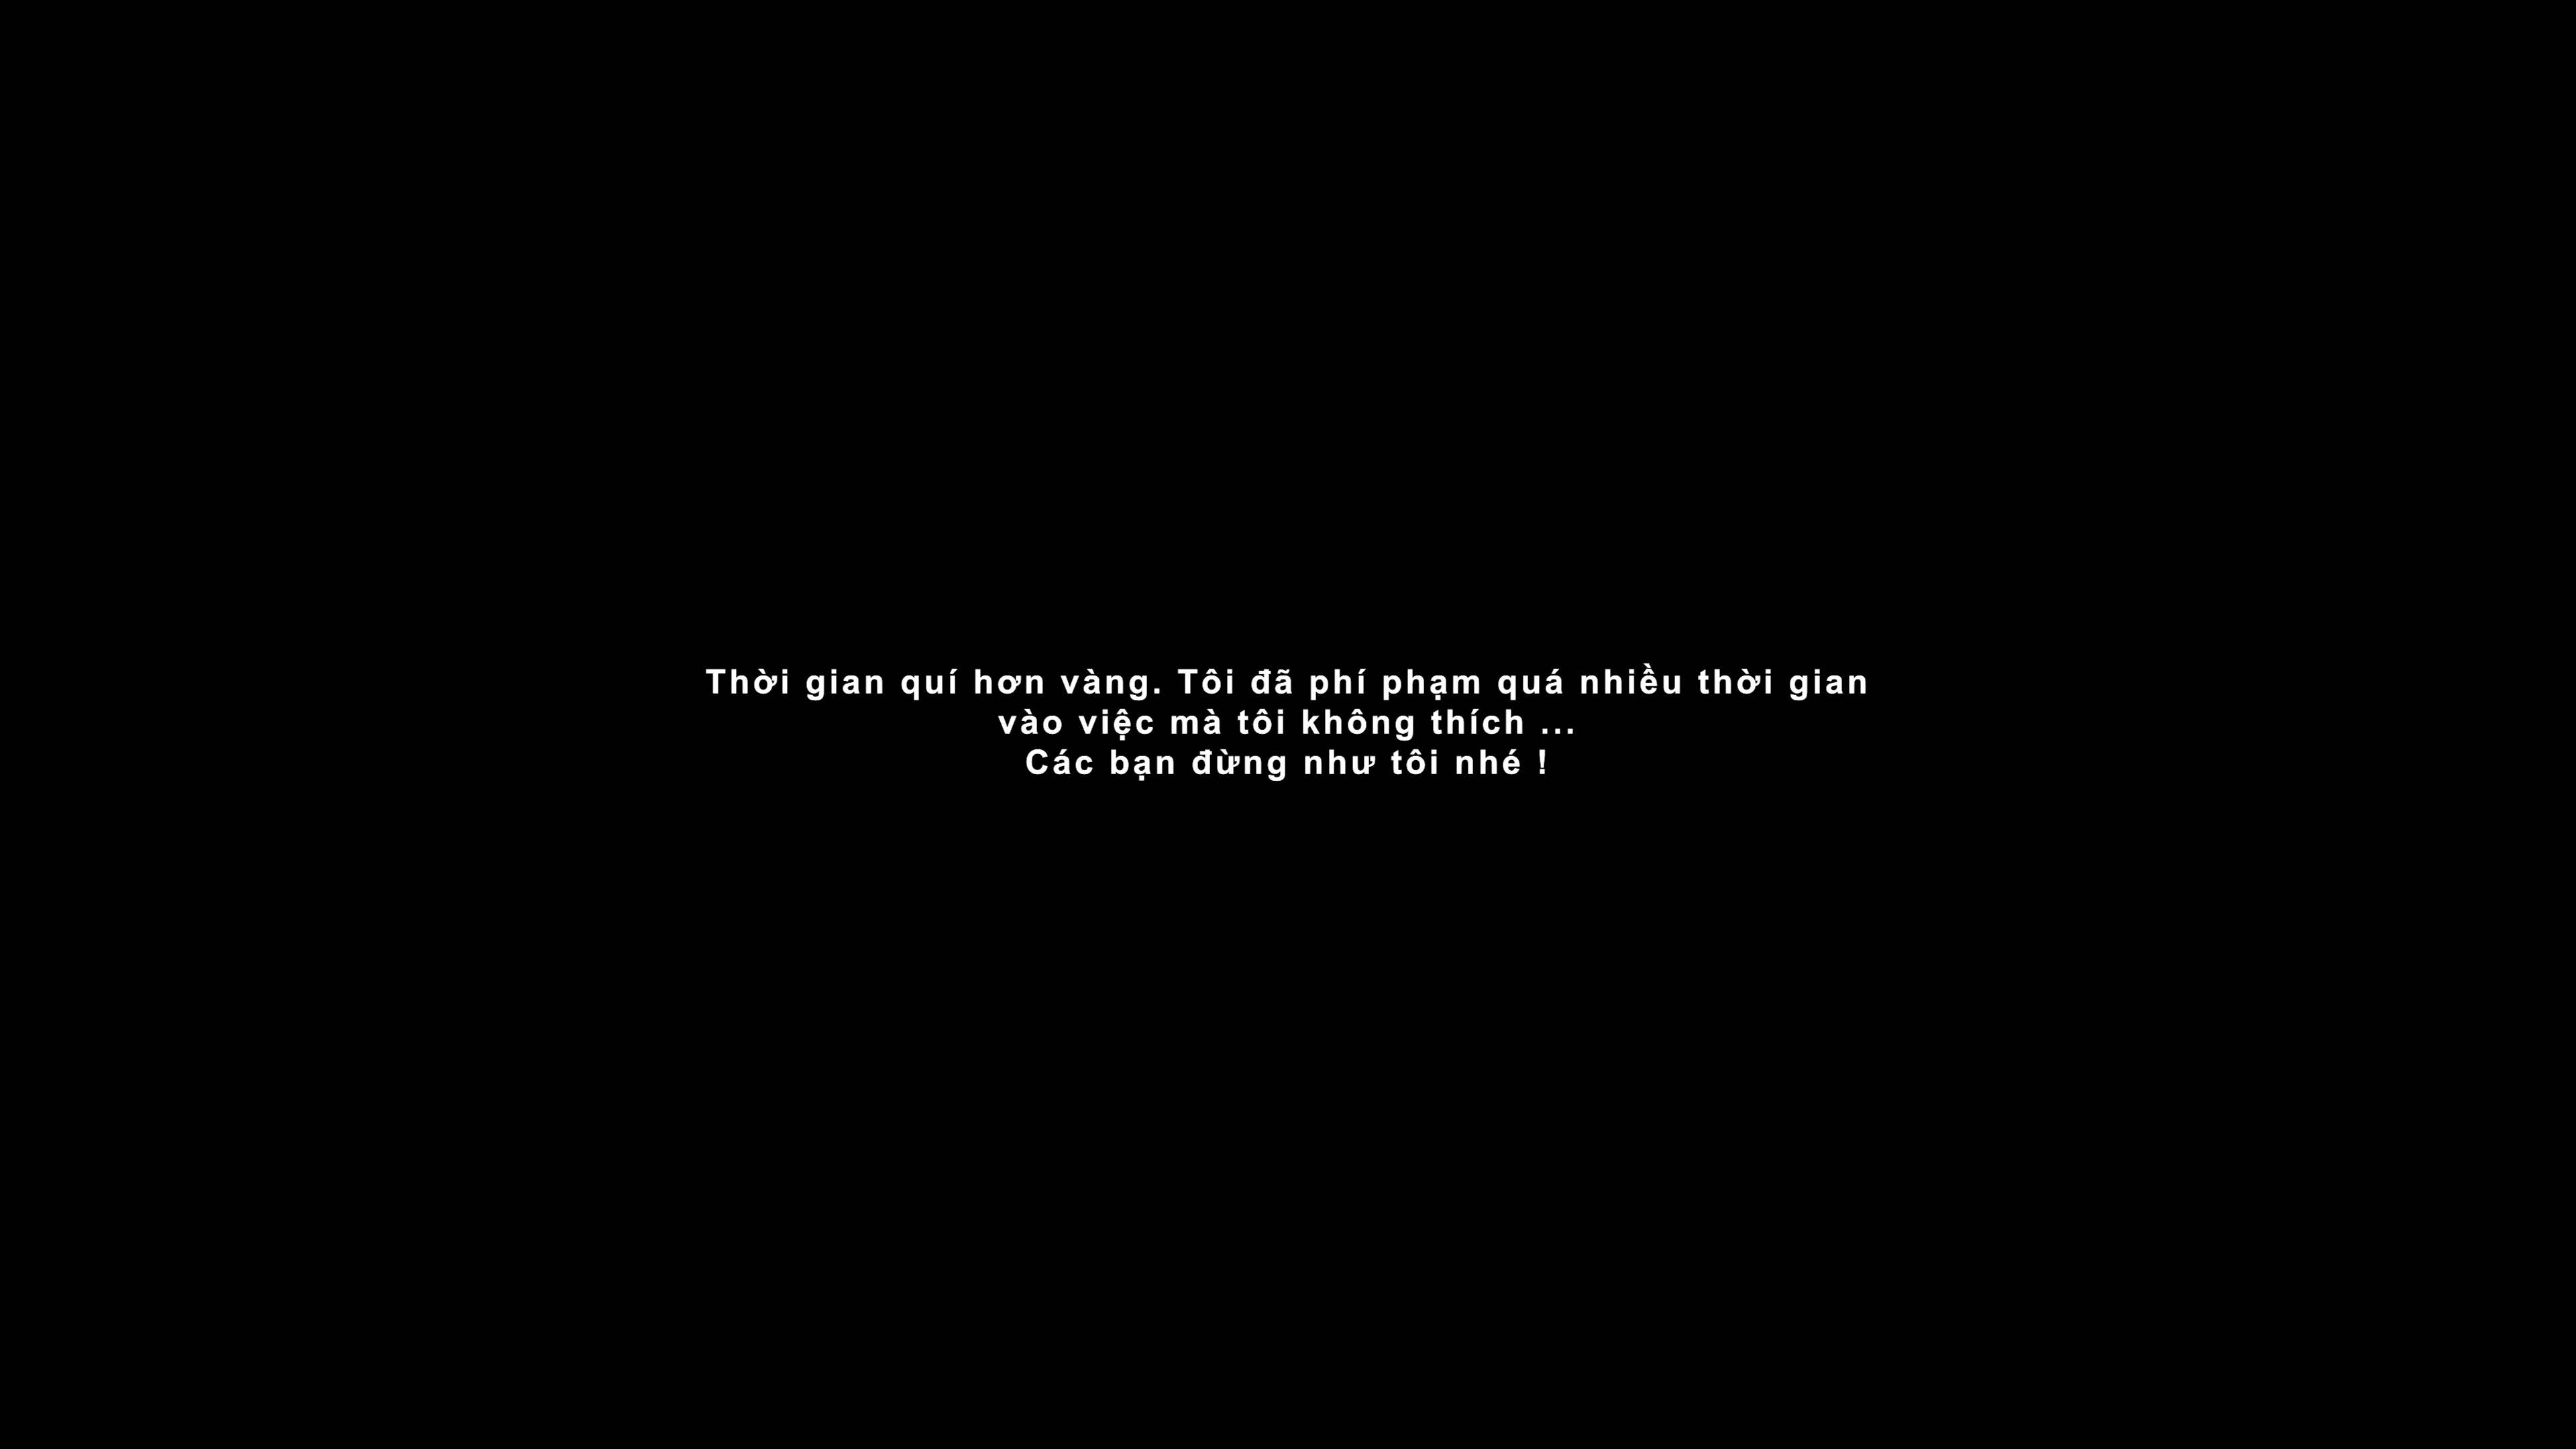 Thời gian quí hơn vàng. Tôi đã phí phạm quá nhiều thời gian
vào việc mà tôi không thích ...
Các bạn đừng như tôi nhé !